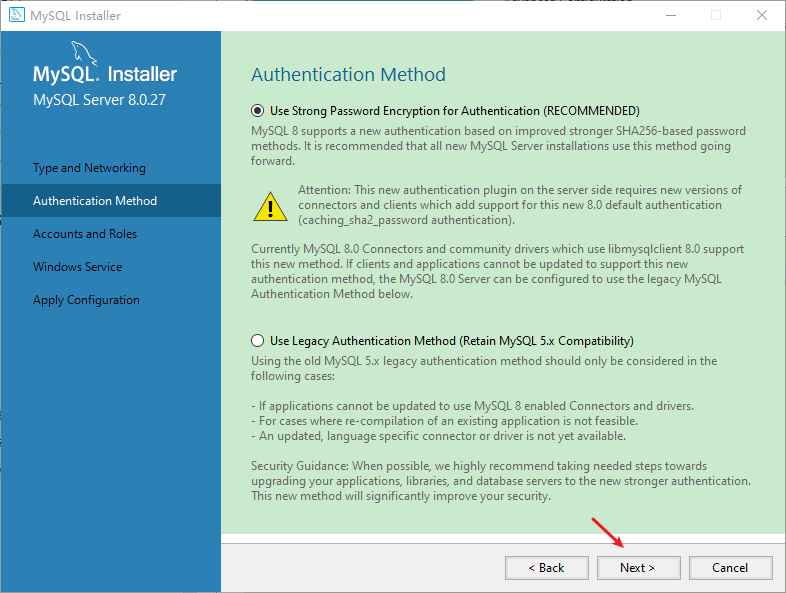 MySQL Installer
MySQL. Installer
MySQL Server 8.0.27
Type and Networking
Authentication Method
Accounts and Roles
Windows Service
Apply Configuration
Authentication Method
Use Strong Password Encryption for Authentication (RECOMMENDED)
MySQL 8 supports a new authentication based on improved stronger SHA256-based password
methods. It is recommended that all new MySQL Server installations use this method going
forward.
Attention: This new authentication plugin on the server side requires new versions of
connectors and clients which add support for this new 8.0 default authentication
(caching_sha2_password authentication).
Currently MySQL 8.0 Connectors and community drivers which use libmysqlclient 8.0 support
this new method. If clients and applications cannot be updated to support this new
authentication method, the MySQL 8.0 Server can be configured to use the legacy MySQL
Authentication Method below.
Use Legacy Authentication Method (Retain MySQL 5.x Compatibility)
Using the old MySQL 5.x legacy authentication method should only be considered in the
following cases:
- If applications cannot be updated to use MySQL 8 enabled Connectors and drivers.
- For cases where re-compilation of an existing application is not feasible.
- An updated, language specific connector or driver is not yet available.
Security Guidance: When possible, we highly recommend taking needed steps towards
upgrading your applications, libraries, and database servers to the new stronger authentication.
This new method will significantly improve your security.
< Back
Next >
Cancel